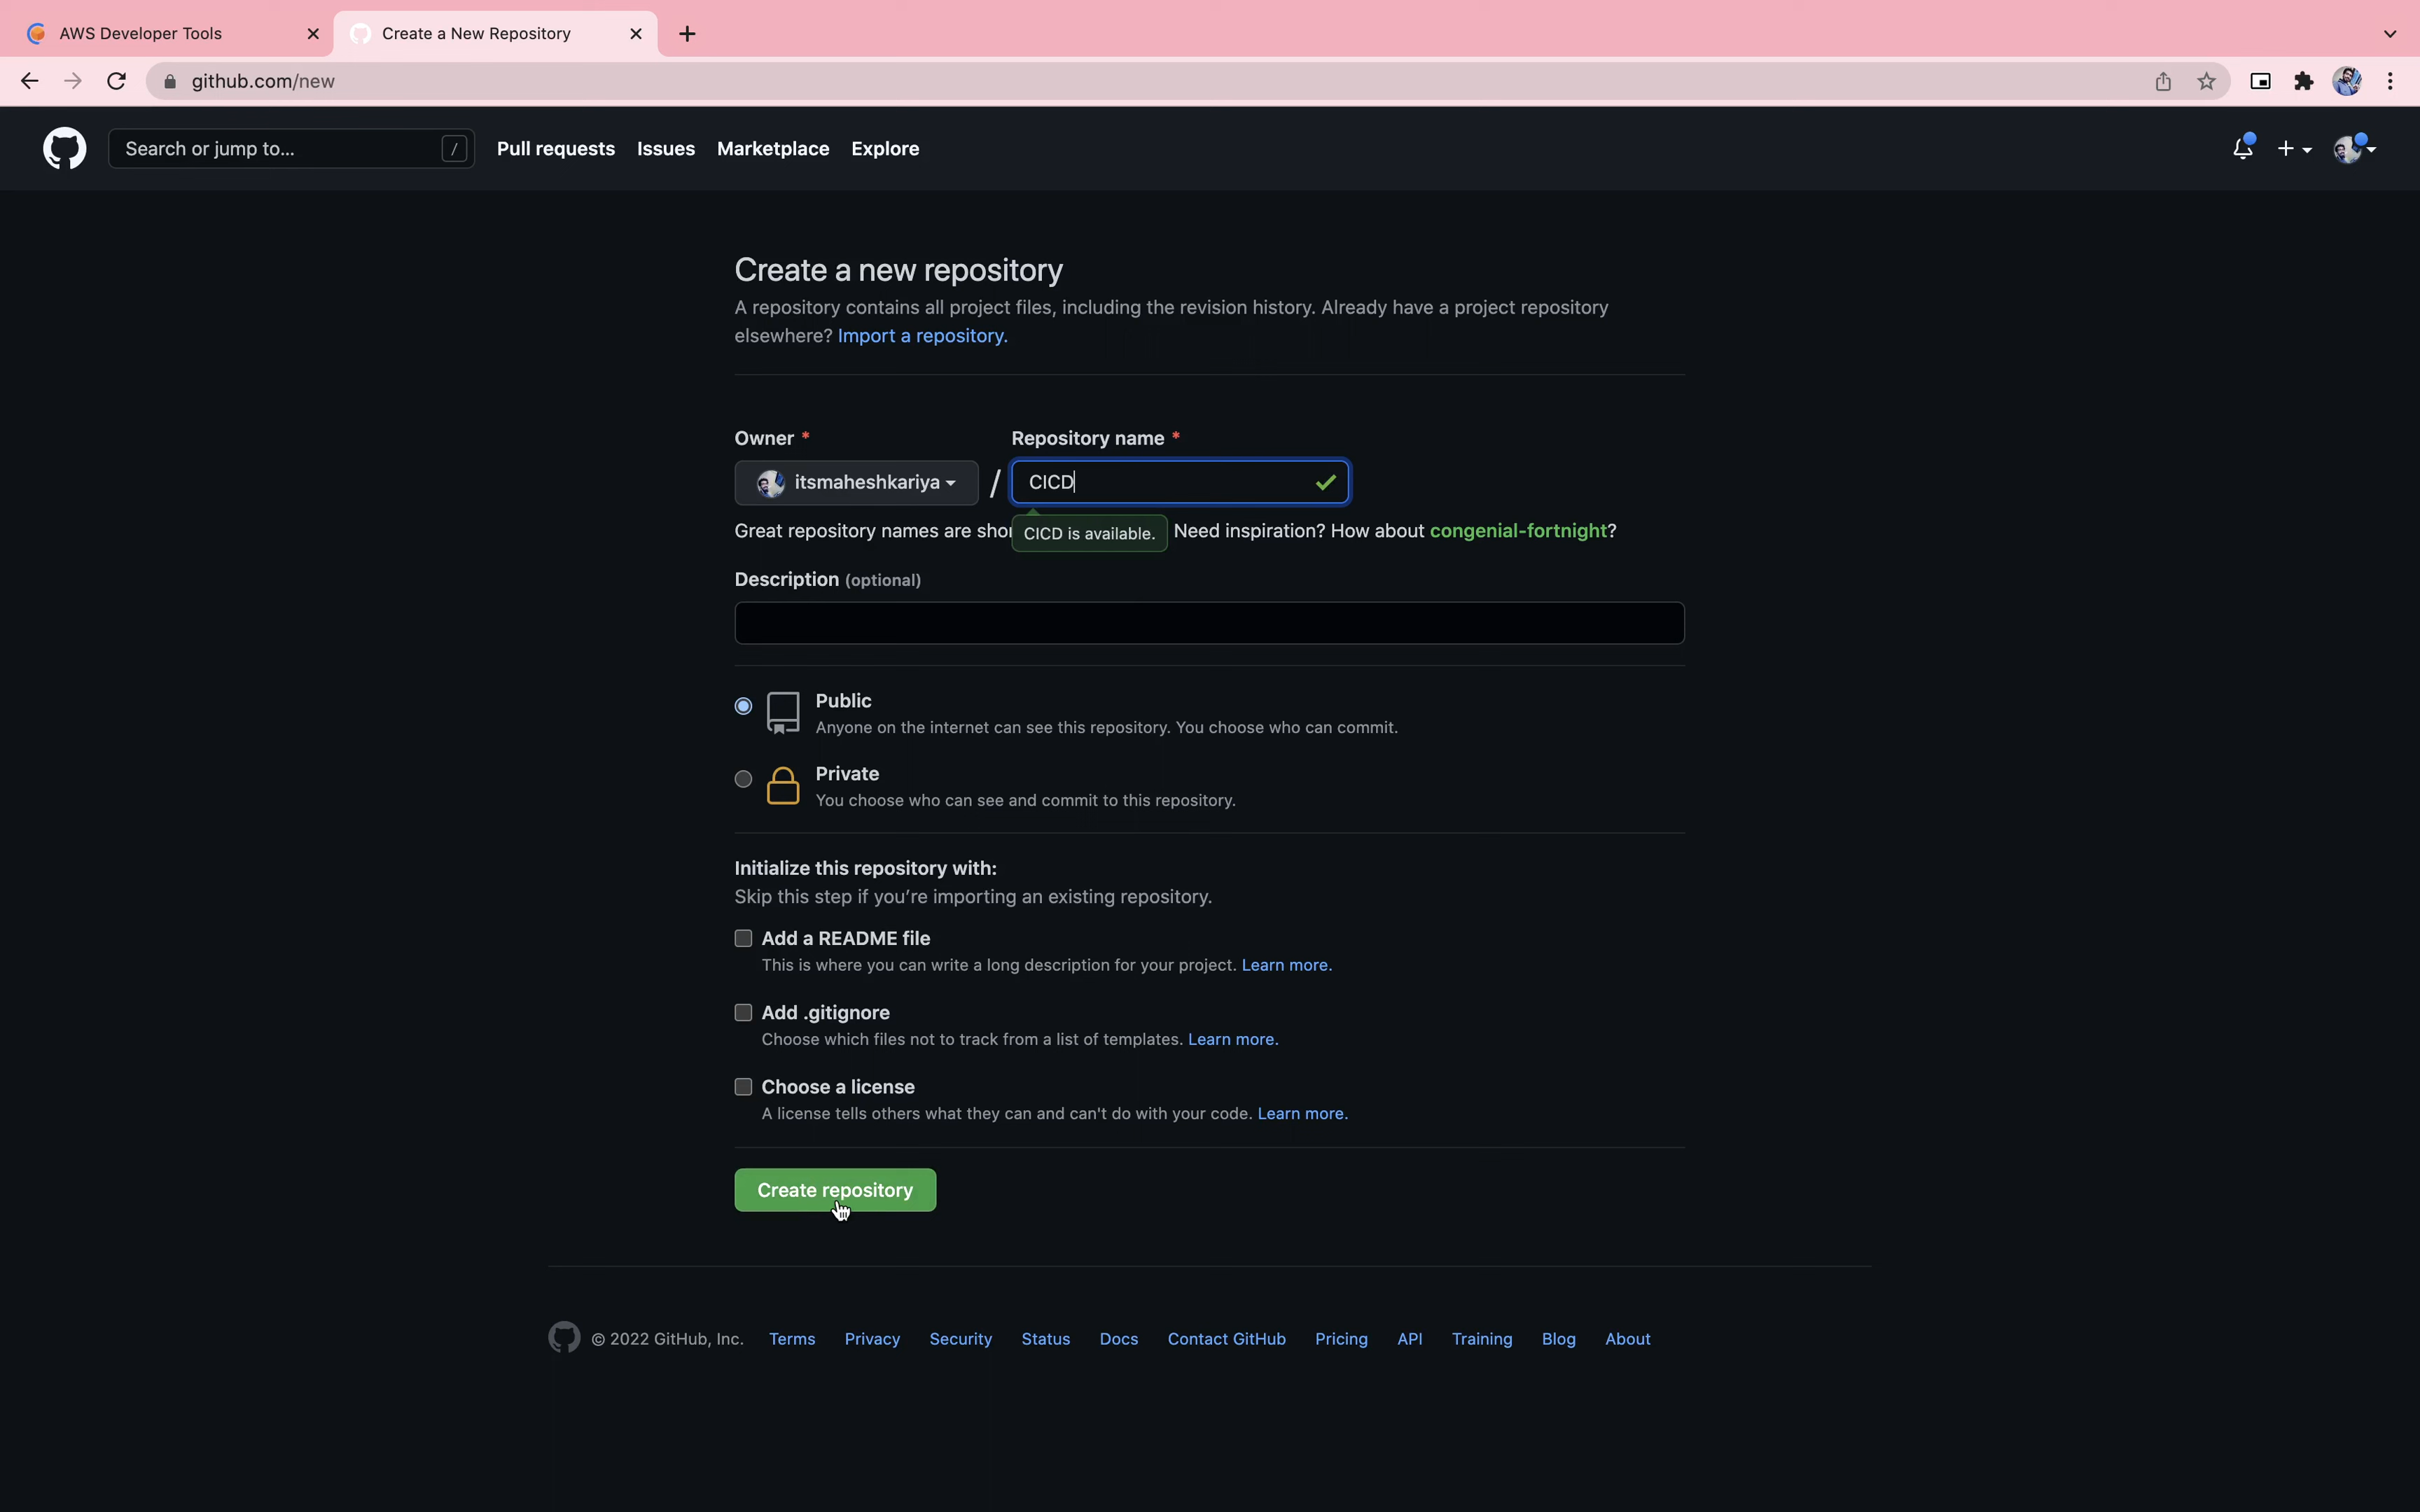 AWS Developer Tools
Create a New Repository
github.com/new
Search or jump to... /
Pull requests Issues Marketplace Explore
Create a new repository
A repository contains all project files, including the revision history. Already have a project repository
elsewhere? Import a repository.
Owner * Repository name *
itsmaheshkariya / CICD
Great repository names are shor CICD is available. Need inspiration? How about congenial-fortnight?
Description (optional)
Public
Anyone on the internet can see this repository. You choose who can commit.
Private
You choose who can see and commit to this repository.
Initialize this repository with:
Skip this step if you're importing an existing repository.
Add a README file
This is where you can write a long description for your project. Learn more.
Add .gitignore
Choose which files not to track from a list of templates. Learn more.
Choose a license
A license tells others what they can and can't do with your code. Learn more.
Create repository
© 2022 GitHub, Inc. Terms Privacy Security Status Docs Contact GitHub Pricing API Training Blog About